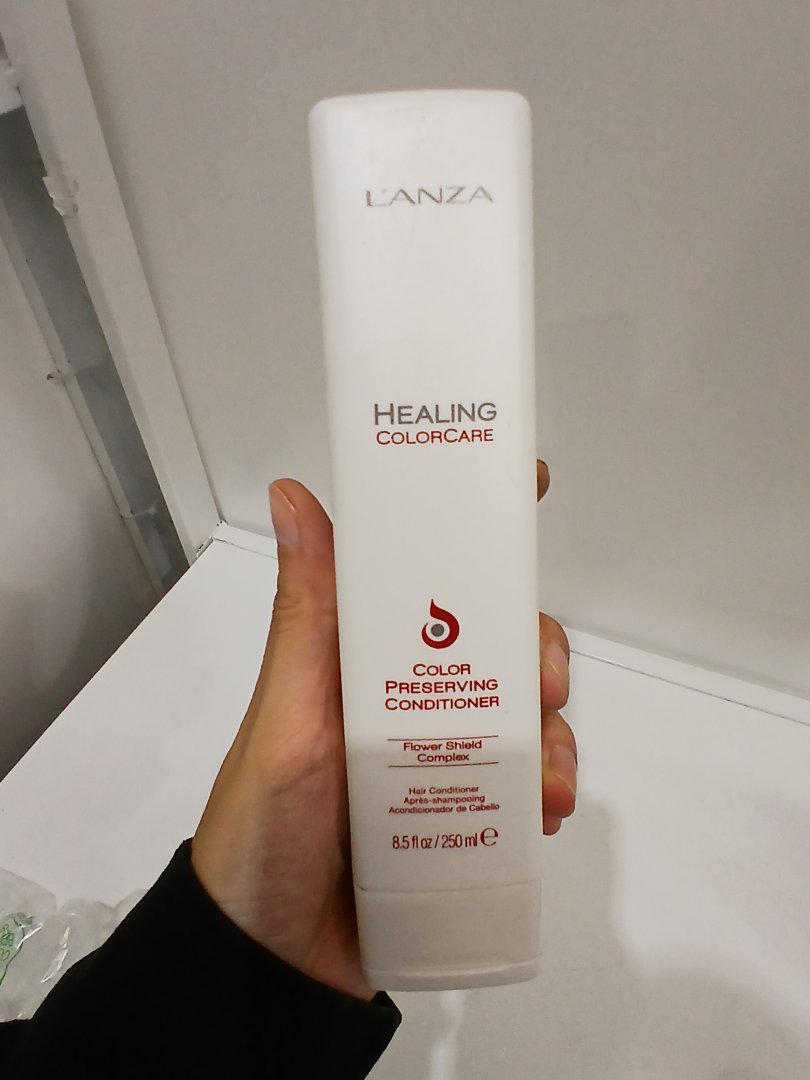 L'ANZA
HEALING
COLORCARE
COLOR
PRESERVING
CONDITIONER
Flower Shield
Complex
Hair Conditioner
Après-shampooing
Acondicionador de Cabello
8.5 fl oz / 250 ml ℮